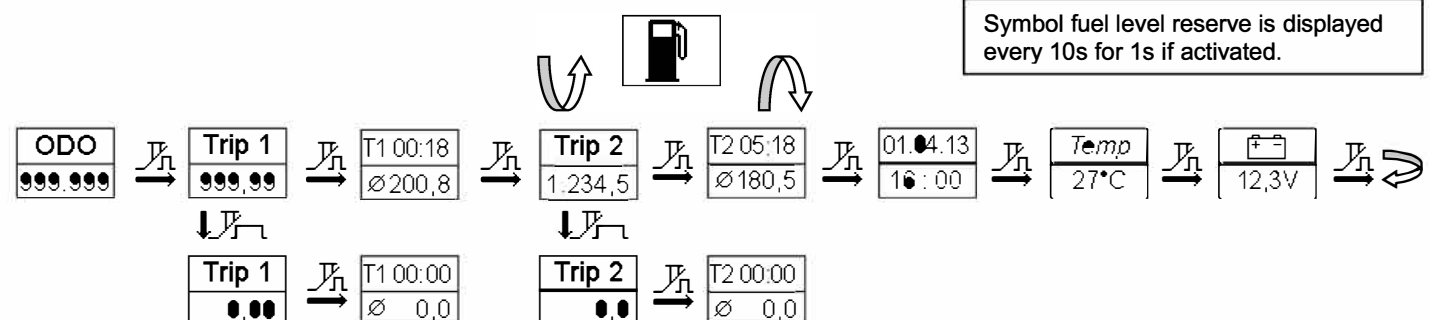 Symbol fuel level reserve is displayed
every 10s for 1s if activated.
ODO
999.999
Trip 1
999,99
T1 00:18
Ø200,8
Trip 2
1.234,5
T2 05:18
Ø180,5
01.04.13
16:00
Temp
27°C
+ -
12,3V
Trip 1
0,00
T1 00:00
Ø 0,0
Trip 2
0,0
T2 00:00
Ø 0,0